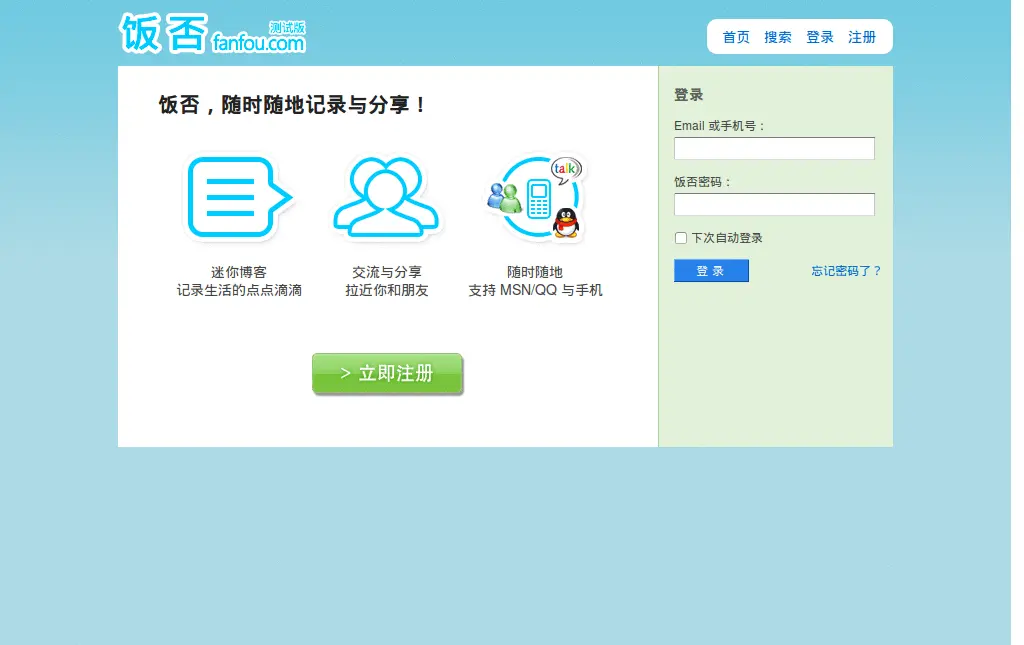 饭否 测试版
fanfou.com
首页 搜索 登录 注册
饭否，随时随地记录与分享！
talk
迷你博客
记录生活的点点滴滴
交流与分享
拉近你和朋友
随时随地
支持 MSN/QQ 与手机
> 立即注册
登录
Email 或手机号：
饭否密码：
下次自动登录
登 录
忘记密码了？